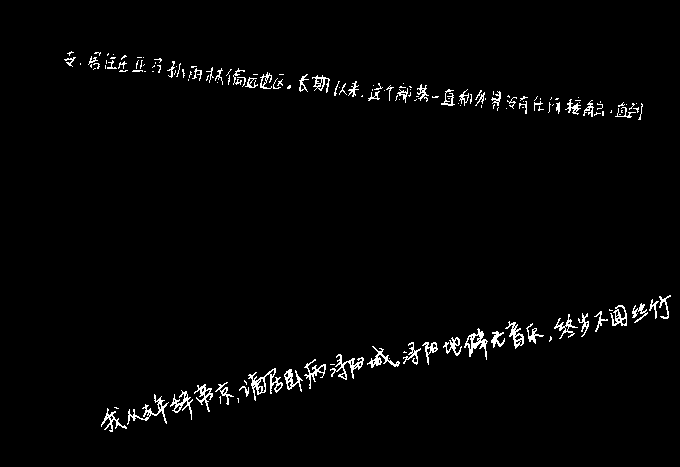 支,居住在亚马孙雨林偏远地区。长期以来,这个部落一直和外界没有任何接触,直到
我从去年辞帝京,谪居卧病浔阳城。浔阳地僻无音乐,终岁不闻丝竹